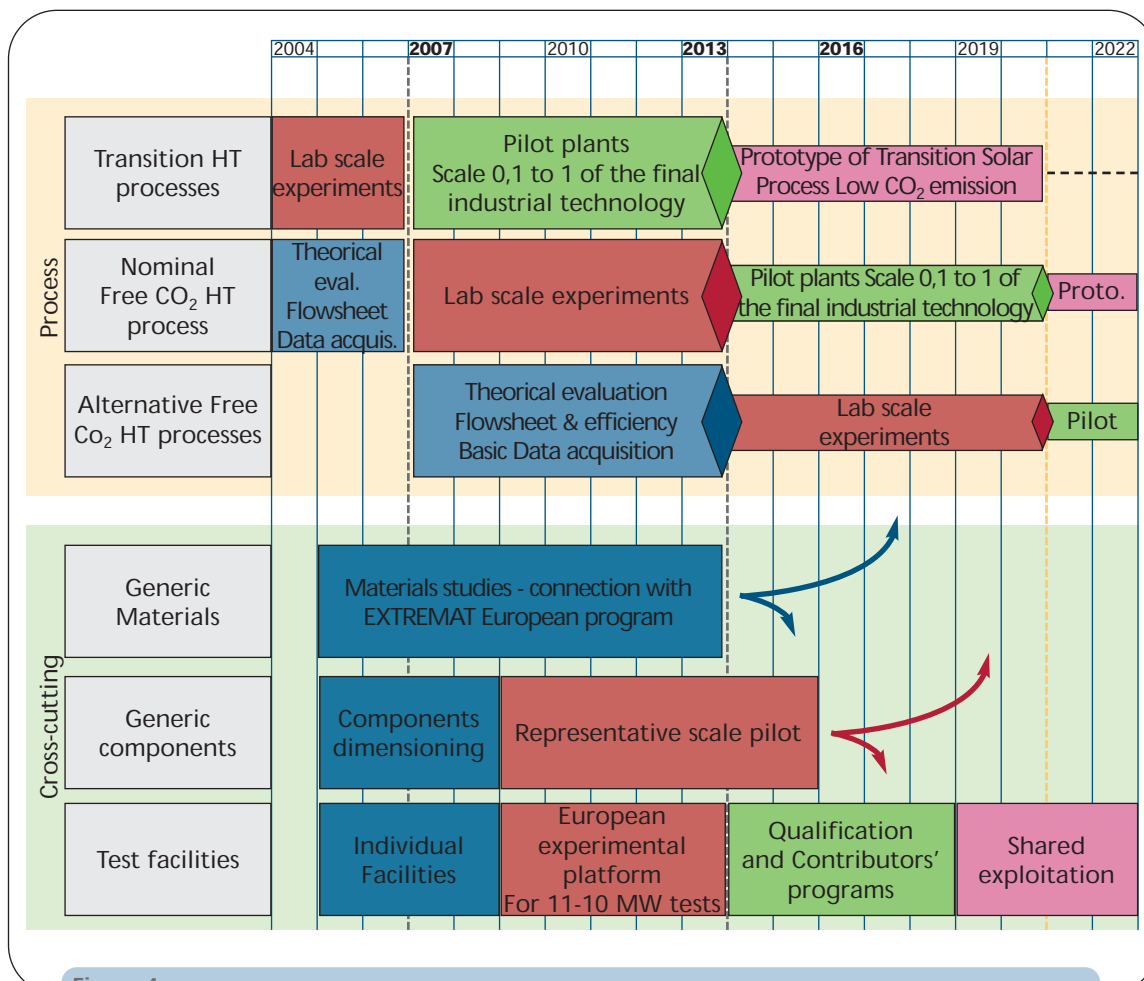 2004 2007 2010 2013 2016 2019 2022
Process
Transition HT
processes
Lab scale
experiments
Pilot plants
Scale 0,1 to 1 of the final
industrial technology
Prototype of Transition Solar
Process Low CO₂ emission
Nominal
Free CO₂ HT
process
Theorical
eval.
Flowsheet
Data acquis.
Lab scale experiments
Pilot plants Scale 0,1 to 1 of
the final industrial technology
Proto.
Alternative Free
Co₂ HT processes
Theorical evaluation
Flowsheet & efficiency
Basic Data acquisition
Lab scale
experiments
Pilot
Cross-cutting
Generic
Materials
Materials studies - connection with
EXTREMAT European program
Generic
components
Components
dimensioning
Representative scale pilot
Test facilities
Individual
Facilities
European
experimental
platform
For 11-10 MW tests
Qualification
and Contributors’
programs
Shared
exploitation